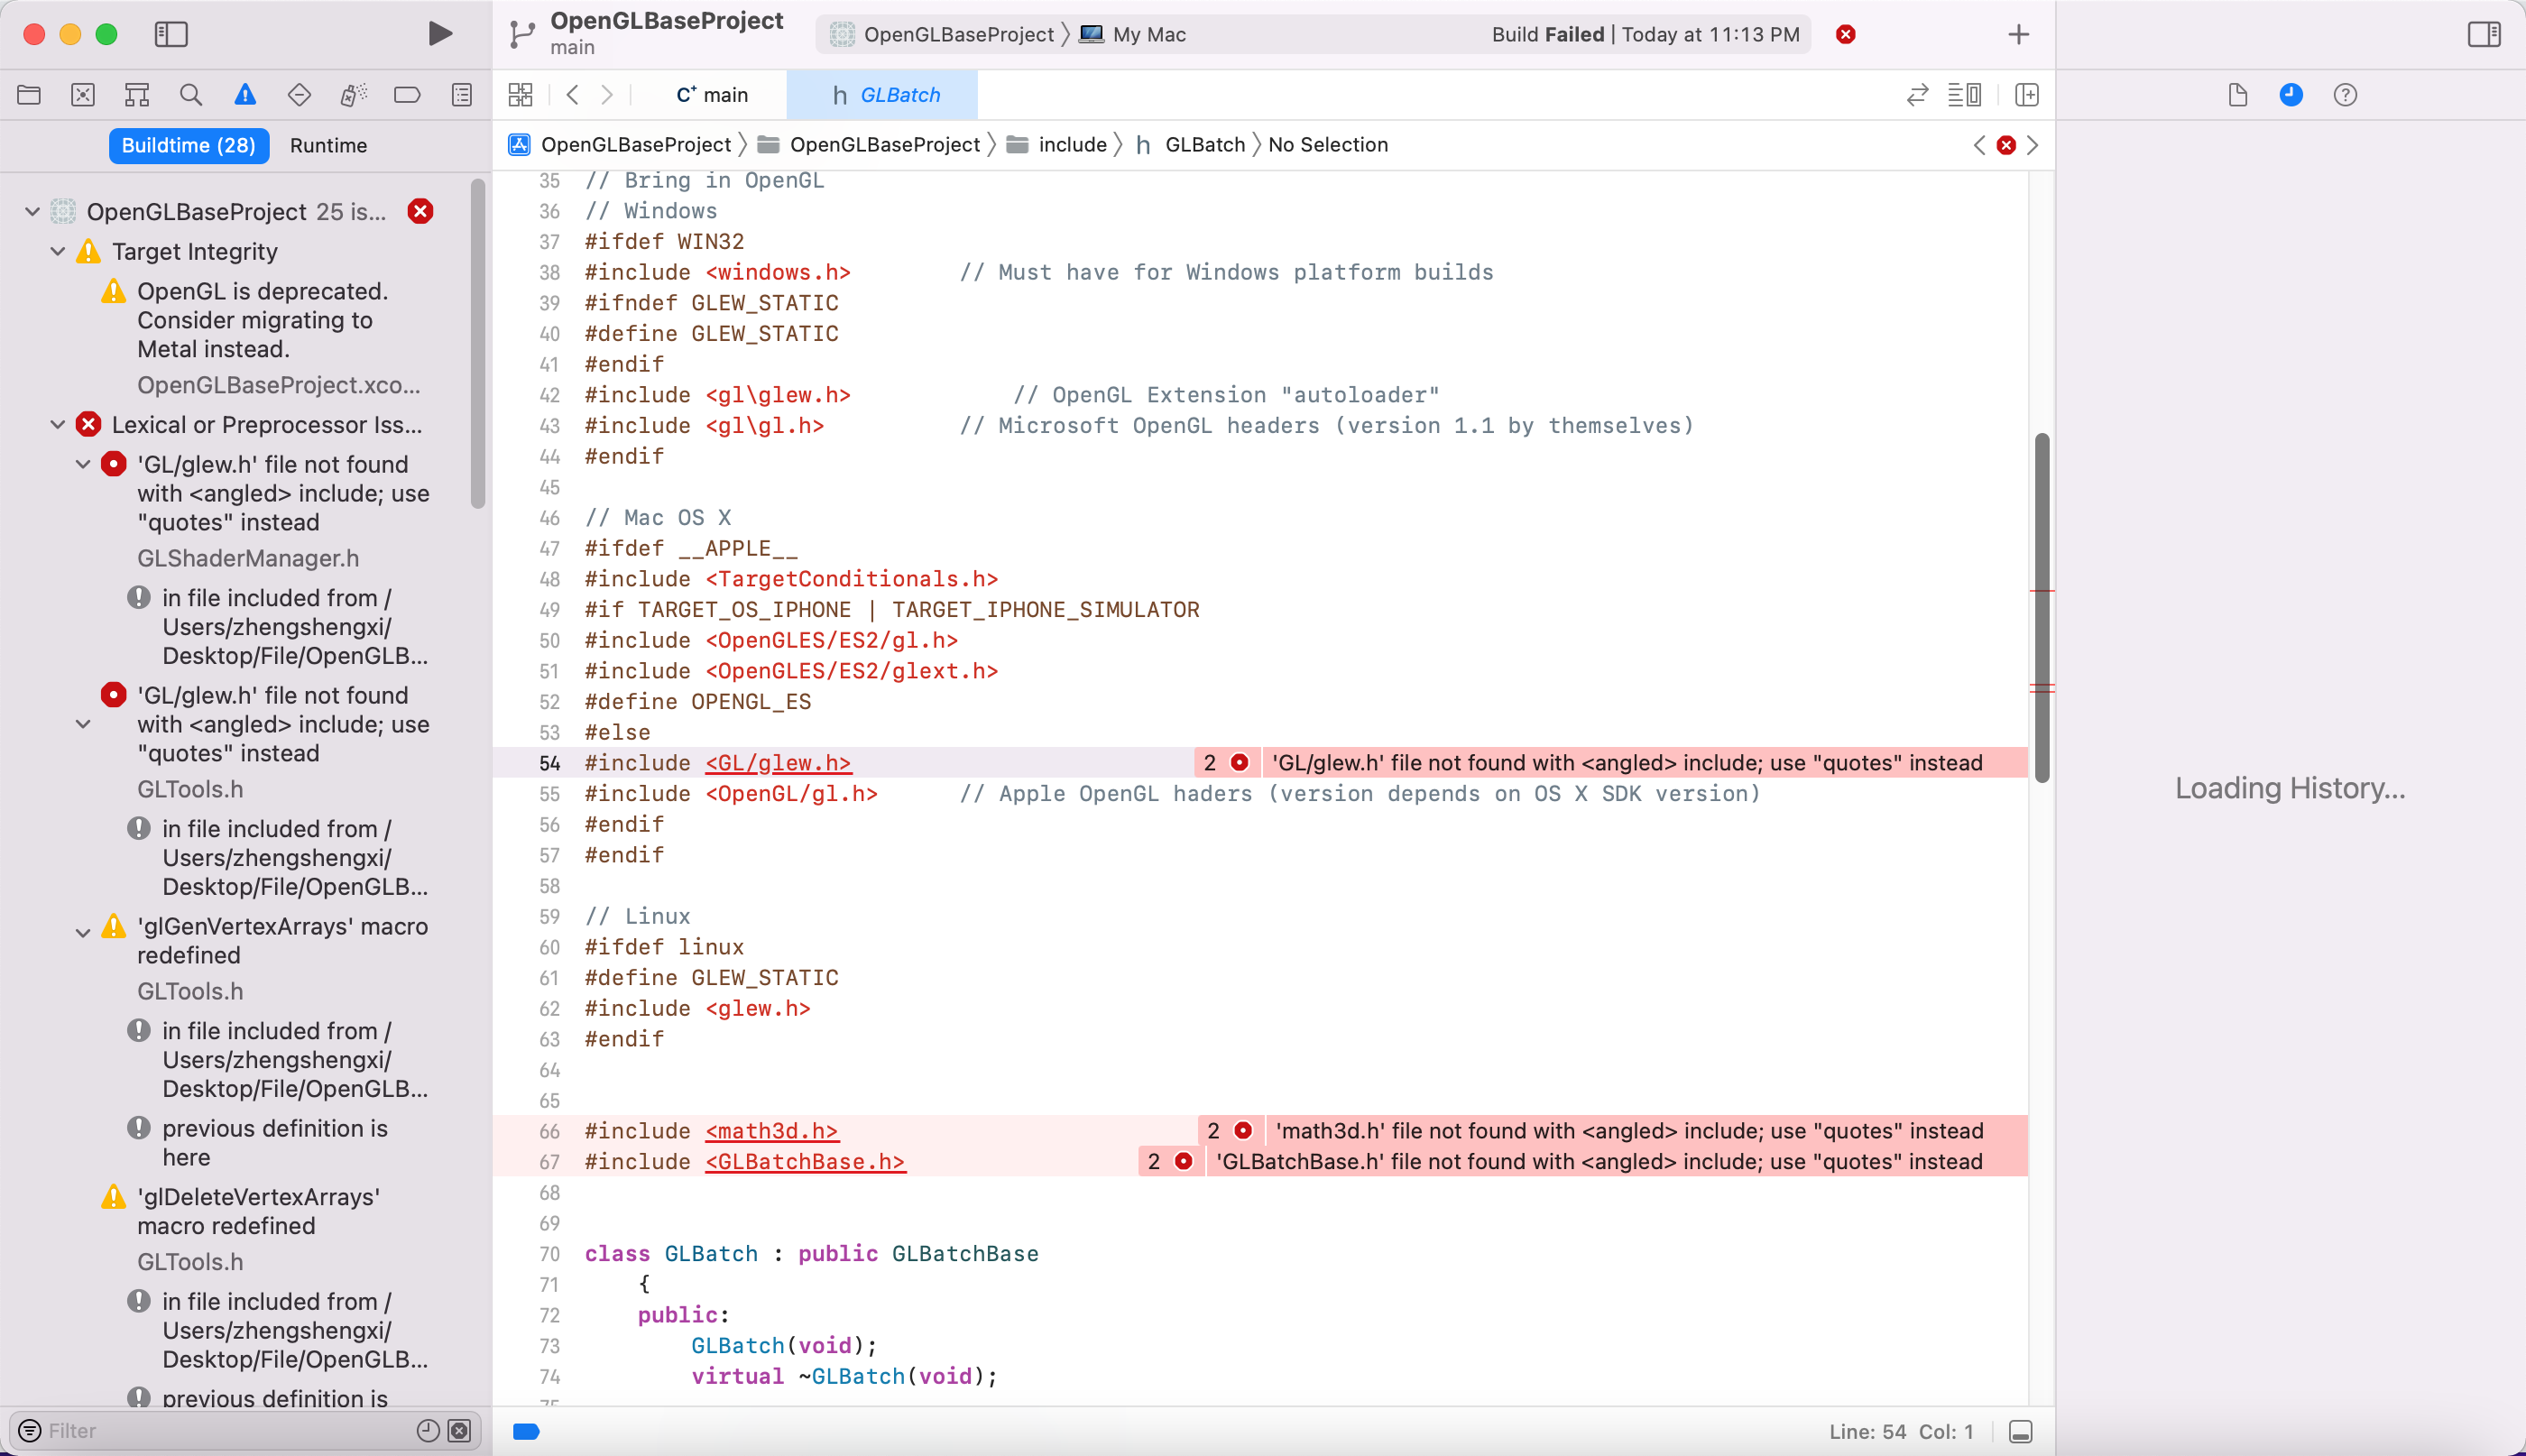 OpenGLBaseProject
main
OpenGLBaseProject
My Mac
Build Failed | Today at 11:13 PM
C+ main
h GLBatch
Buildtime (28)
Runtime
OpenGLBaseProject
OpenGLBaseProject
include
h GLBatch
No Selection
OpenGLBaseProject 25 is...
Target Integrity
OpenGL is deprecated.
Consider migrating to
Metal instead.
OpenGLBaseProject.xco...
Lexical or Preprocessor Iss...
'GL/glew.h' file not found
with <angled> include; use
"quotes" instead
GLShaderManager.h
in file included from /
Users/zhengshengxi/
Desktop/File/OpenGLB...
'GL/glew.h' file not found
with <angled> include; use
"quotes" instead
GLTools.h
in file included from /
Users/zhengshengxi/
Desktop/File/OpenGLB...
'glGenVertexArrays' macro
redefined
GLTools.h
in file included from /
Users/zhengshengxi/
Desktop/File/OpenGLB...
previous definition is
here
'glDeleteVertexArrays'
macro redefined
GLTools.h
in file included from /
Users/zhengshengxi/
Desktop/File/OpenGLB...
previous definition is
Filter
35 // Bring in OpenGL
36 // Windows
37 #ifdef WIN32
38 #include <windows.h> // Must have for Windows platform builds
39 #ifndef GLEW_STATIC
40 #define GLEW_STATIC
41 #endif
42 #include <gl\glew.h> // OpenGL Extension "autoloader"
43 #include <gl\gl.h> // Microsoft OpenGL headers (version 1.1 by themselves)
44 #endif
45
46 // Mac OS X
47 #ifdef __APPLE__
48 #include <TargetConditionals.h>
49 #if TARGET_OS_IPHONE | TARGET_IPHONE_SIMULATOR
50 #include <OpenGLES/ES2/gl.h>
51 #include <OpenGLES/ES2/glext.h>
52 #define OPENGL_ES
53 #else
54 #include <GL/glew.h> 2 'GL/glew.h' file not found with <angled> include; use "quotes" instead
55 #include <OpenGL/gl.h> // Apple OpenGL haders (version depends on OS X SDK version)
56 #endif
57 #endif
58
59 // Linux
60 #ifdef linux
61 #define GLEW_STATIC
62 #include <glew.h>
63 #endif
64
65
66 #include <math3d.h> 2 'math3d.h' file not found with <angled> include; use "quotes" instead
67 #include <GLBatchBase.h> 2 'GLBatchBase.h' file not found with <angled> include; use "quotes" instead
68
69
70 class GLBatch : public GLBatchBase
71 {
72 public:
73 GLBatch(void);
74 virtual ~GLBatch(void);
Line: 54 Col: 1
Loading History...